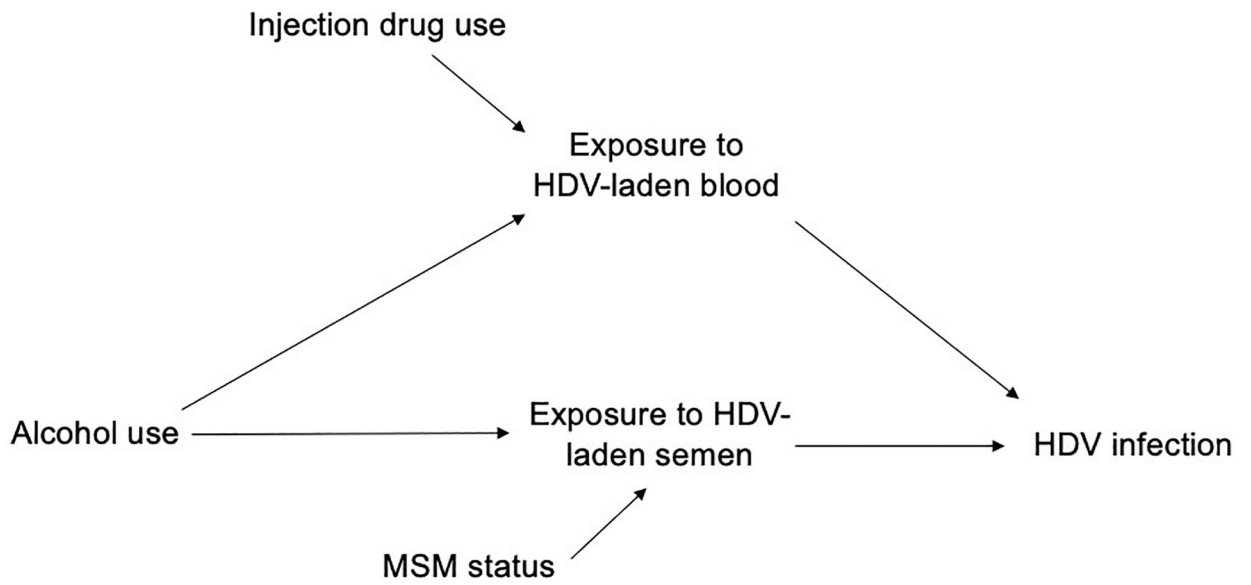 Injection drug use
Exposure to
HDV-laden blood
Alcohol use
Exposure to HDV-
laden semen
HDV infection
MSM status